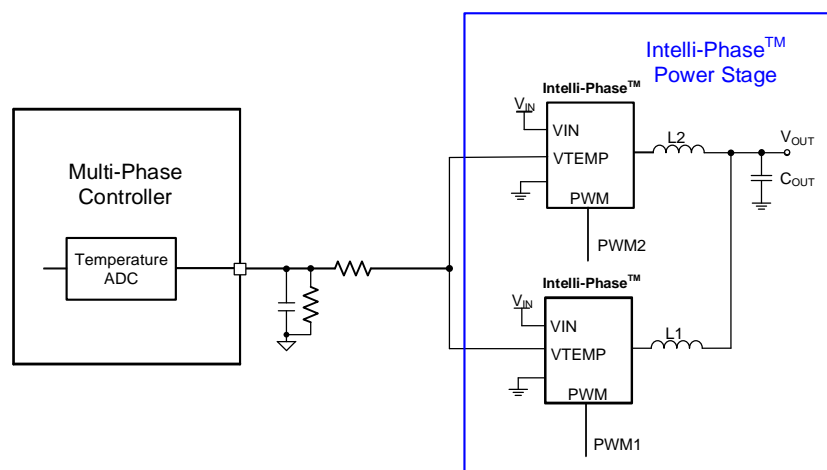 Intelli-Phase™
Power Stage
Multi-Phase
Controller
Temperature
ADC
Intelli-Phase™
VIN
VIN
VTEMP
PWM
L2
VOUT
COUT
PWM2
Intelli-Phase™
VIN
VIN
VTEMP
PWM
L1
PWM1